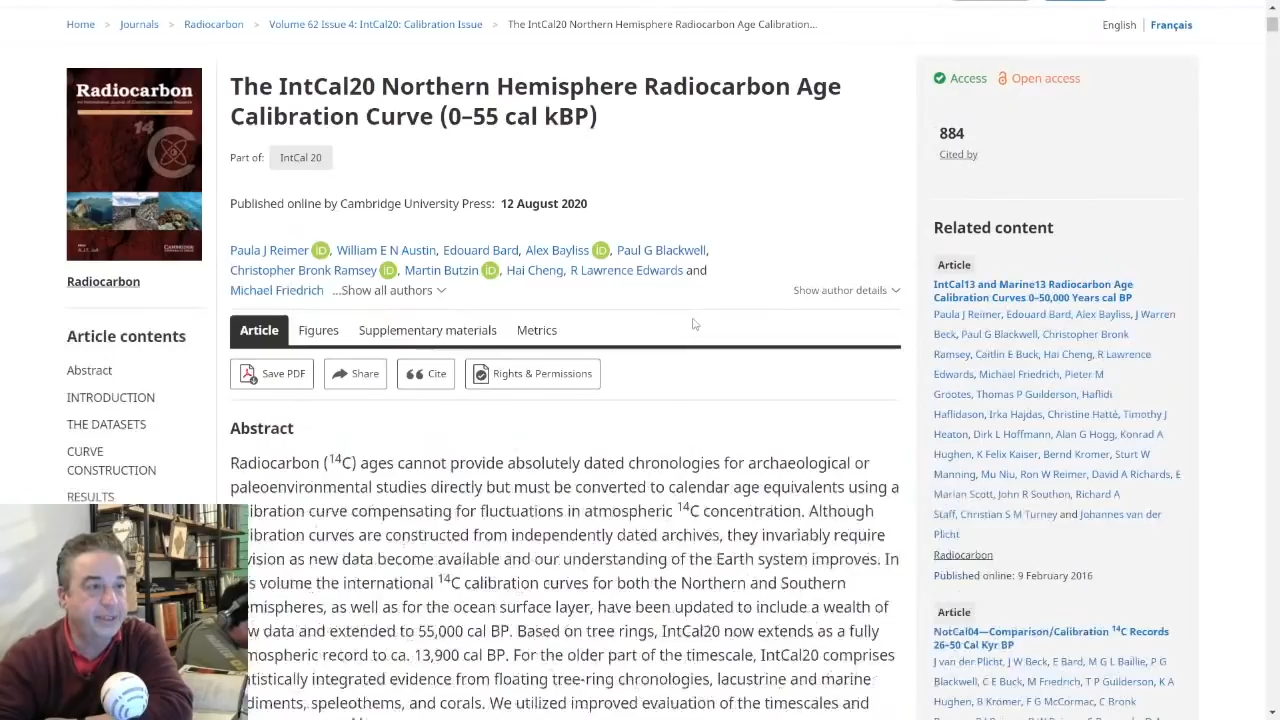 Home > Journals > Radiocarbon > Volume 62 Issue 4: IntCal20: Calibration Issue > The IntCal20 Northern Hemisphere Radiocarbon Age Calibration...
English | Français
Radiocarbon
14
C
CAMBRIDGE
Radiocarbon
Article contents
Abstract
INTRODUCTION
THE DATASETS
CURVE
CONSTRUCTION
RESULTS
The IntCal20 Northern Hemisphere Radiocarbon Age
Calibration Curve (0–55 cal kBP)
Part of: IntCal 20
Published online by Cambridge University Press: 12 August 2020
Paula J Reimer iD, William E N Austin, Edouard Bard, Alex Bayliss iD, Paul G Blackwell,
Christopher Bronk Ramsey iD, Martin Butzin iD, Hai Cheng, R Lawrence Edwards and
Michael Friedrich ...Show all authors
Show author details
Article Figures Supplementary materials Metrics
Save PDF Share Cite Rights & Permissions
Abstract
Radiocarbon (14C) ages cannot provide absolutely dated chronologies for archaeological or
paleoenvironmental studies directly but must be converted to calendar age equivalents using a
ibration curve compensating for fluctuations in atmospheric 14C concentration. Although
ibration curves are constructed from independently dated archives, they invariably require
vision as new data become available and our understanding of the Earth system improves. In
s volume the international 14C calibration curves for both the Northern and Southern
emispheres, as well as for the ocean surface layer, have been updated to include a wealth of
w data and extended to 55,000 cal BP. Based on tree rings, IntCal20 now extends as a fully
mospheric record to ca. 13,900 cal BP. For the older part of the timescale, IntCal20 comprises
atistically integrated evidence from floating tree-ring chronologies, lacustrine and marine
diments, speleothems, and corals. We utilized improved evaluation of the timescales and
Access Open access
884
Cited by
Related content
Article
IntCal13 and Marine13 Radiocarbon Age
Calibration Curves 0–50,000 Years cal BP
Paula J Reimer, Edouard Bard, Alex Bayliss, J Warren
Beck, Paul G Blackwell, Christopher Bronk
Ramsey, Caitlin E Buck, Hai Cheng, R Lawrence
Edwards, Michael Friedrich, Pieter M
Grootes, Thomas P Guilderson, Haflidi
Haflidason, Irka Hajdas, Christine Hatté, Timothy J
Heaton, Dirk L Hoffmann, Alan G Hogg, Konrad A
Hughen, K Felix Kaiser, Bernd Kromer, Sturt W
Manning, Mu Niu, Ron W Reimer, David A Richards, E
Marian Scott, John R Southon, Richard A
Staff, Christian S M Turney and Johannes van der
Plicht
Radiocarbon
Published online: 9 February 2016
Article
NotCal04—Comparison/Calibration 14C Records
26–50 Cal Kyr BP
J van der Plicht, J W Beck, E Bard, M G L Baillie, P G
Blackwell, C E Buck, M Friedrich, T P Guilderson, K A
Hughen, B Kromer, F G McCormac, C Bronk